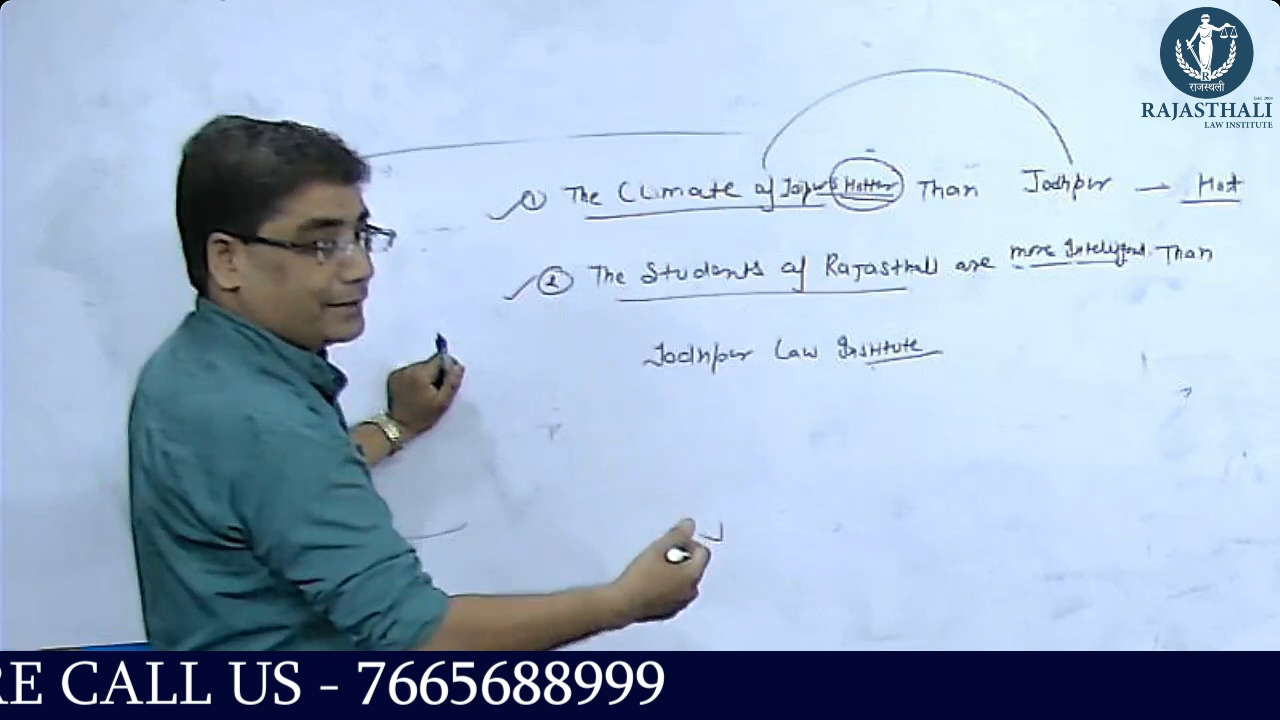 राजस्थली
RAJASTHALI
LAW INSTITUTE
① The Climate of Jaipur is Hotter Than Jodhpur — Hot
② The Students of Rajasthali are more Intelligent Than
Jodhpur Law Institute
RE CALL US - 7665688999